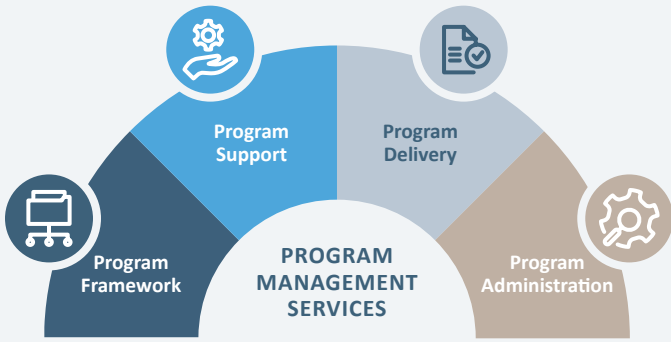 Program
Support
Program
Delivery
Program
Framework
PROGRAM
MANAGEMENT
SERVICES
Program
Administration